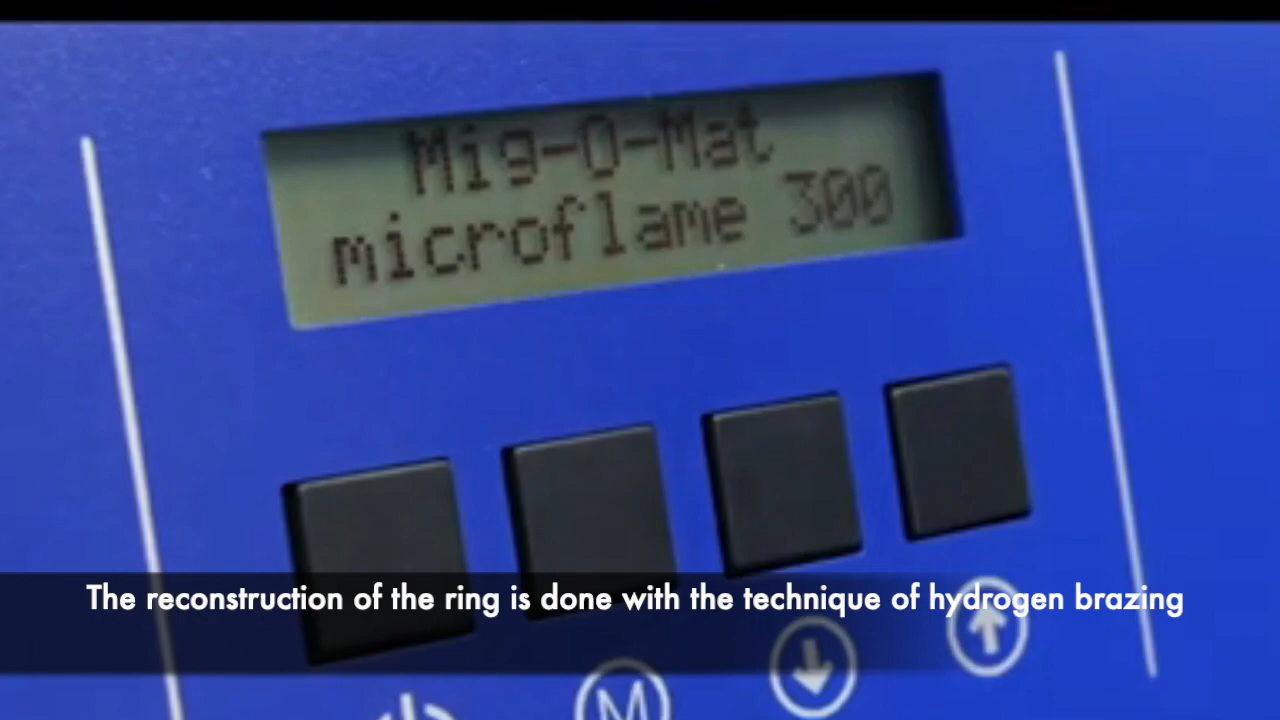 Mig-O-Mat
microflame 300
The reconstruction of the ring is done with the technique of hydrogen brazing
M